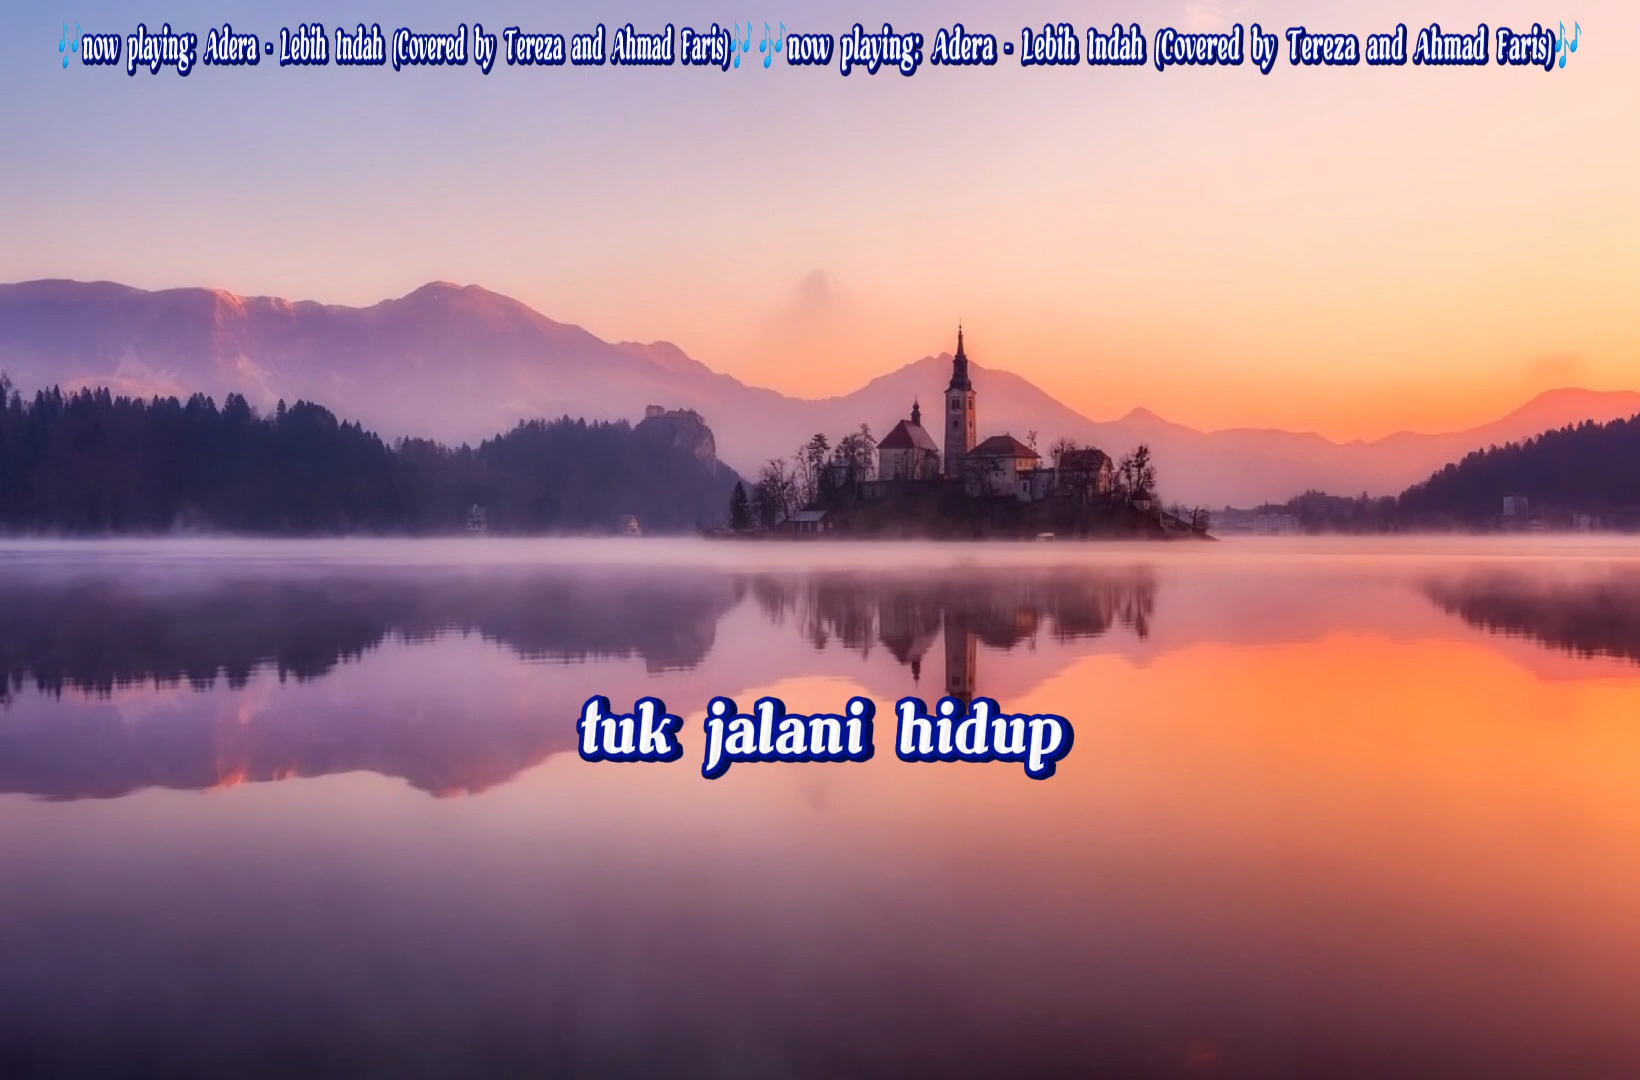 🎶now playing: Adera - Lebih Indah (Covered by Tereza and Ahmad Faris)🎶 🎶now playing: Adera - Lebih Indah (Covered by Tereza and Ahmad Faris)🎶
tuk jalani hidup